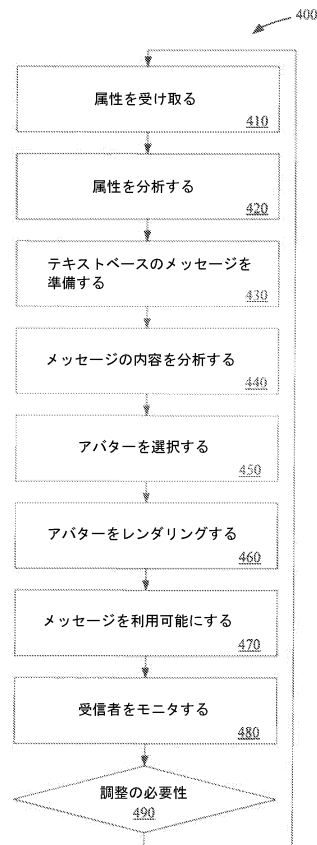 400
属性を受け取る
410
属性を分析する
420
テキストベースのメッセージを
準備する
430
メッセージの内容を分析する
440
アバターを選択する
450
アバターをレンダリングする
460
メッセージを利用可能にする
470
受信者をモニタする
480
調整の必要性
490